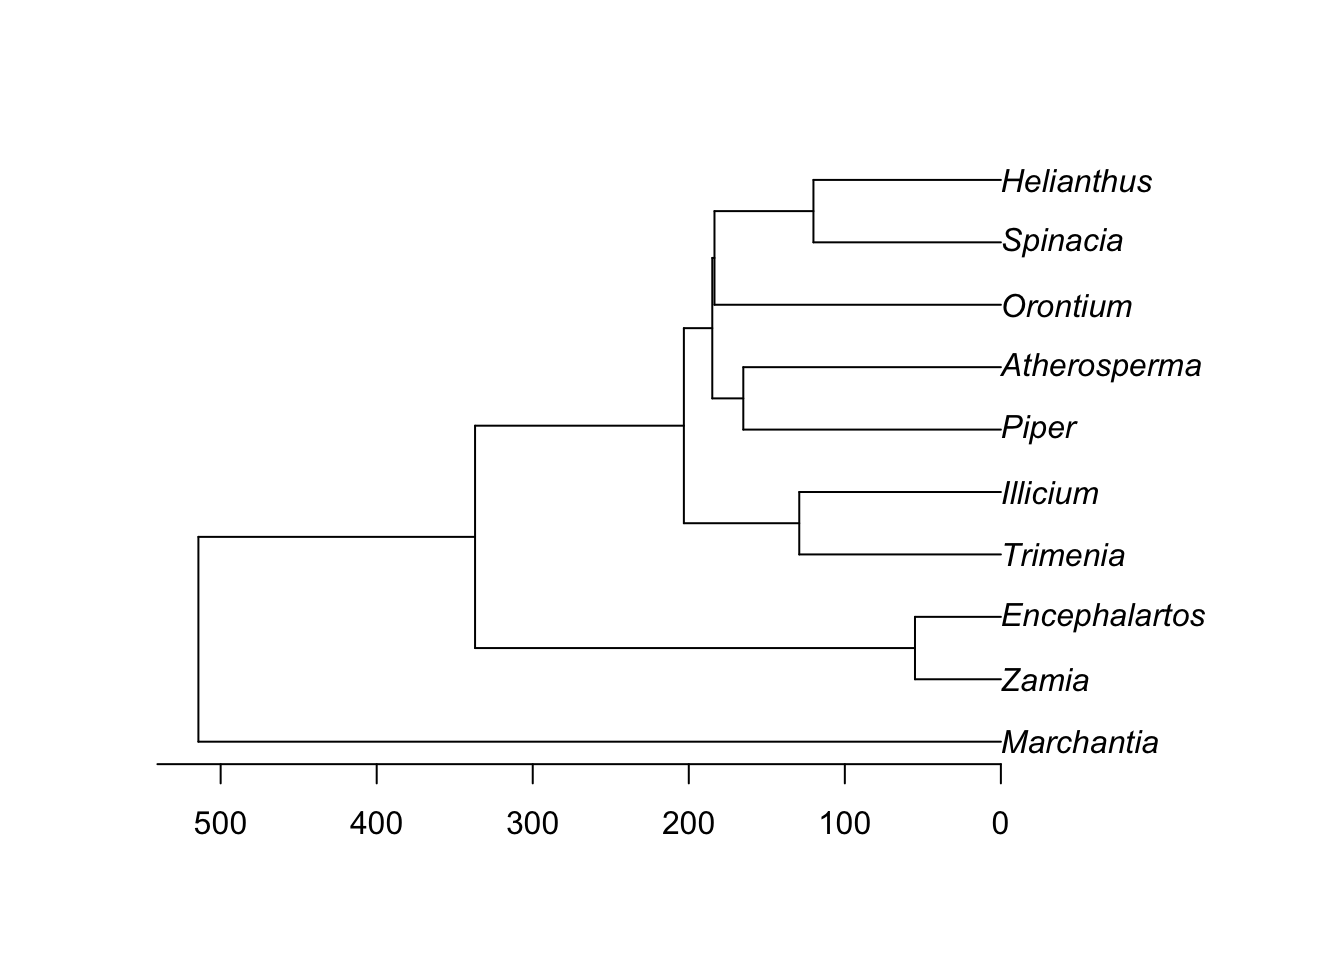 Helianthus
Spinacia
Orontium
Atherosperma
Piper
Illicium
Trimenia
Encephalartos
Zamia
Marchantia
500 400 300 200 100 0